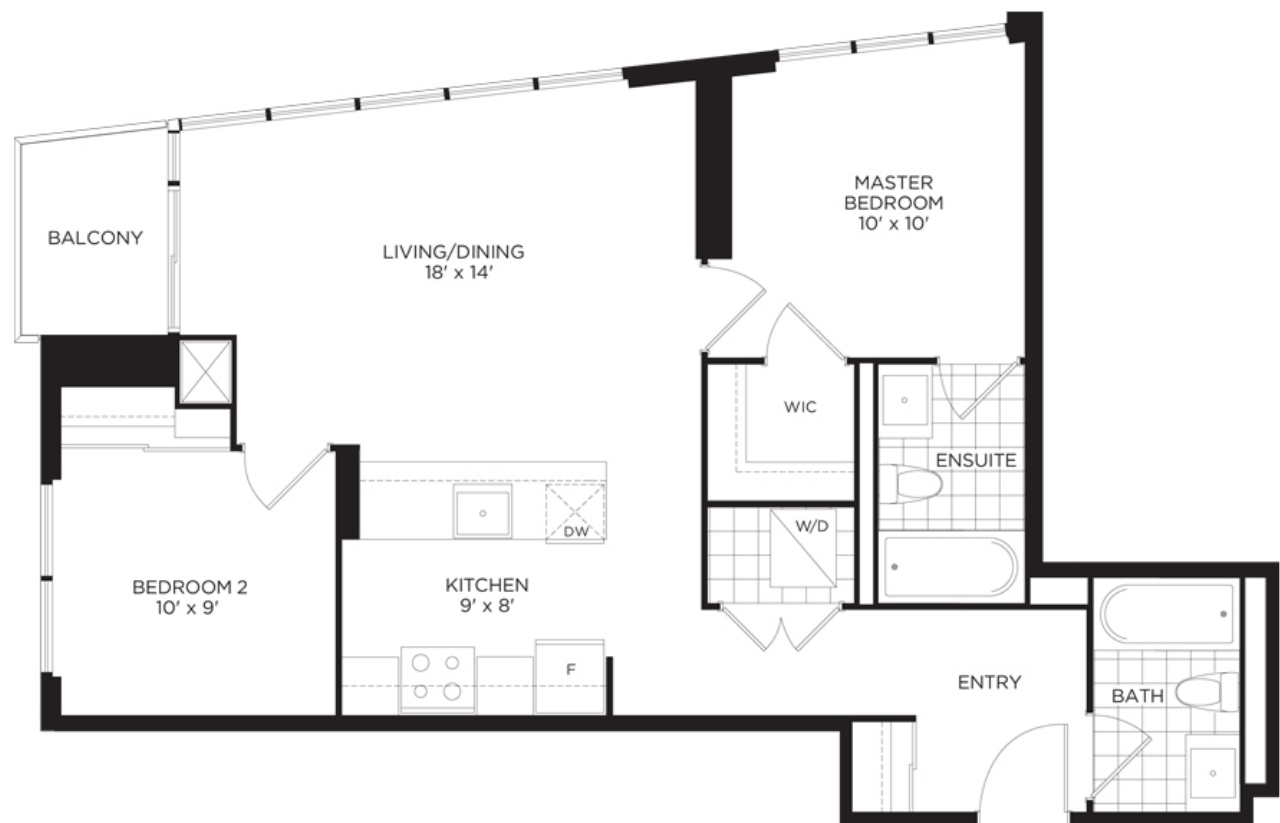 MASTER
BEDROOM
10' x 10'
BALCONY
LIVING/DINING
18' x 14'
WIC
ENSUITE
W/D
DW
BEDROOM 2
10' x 9'
KITCHEN
9' x 8'
F
ENTRY
BATH